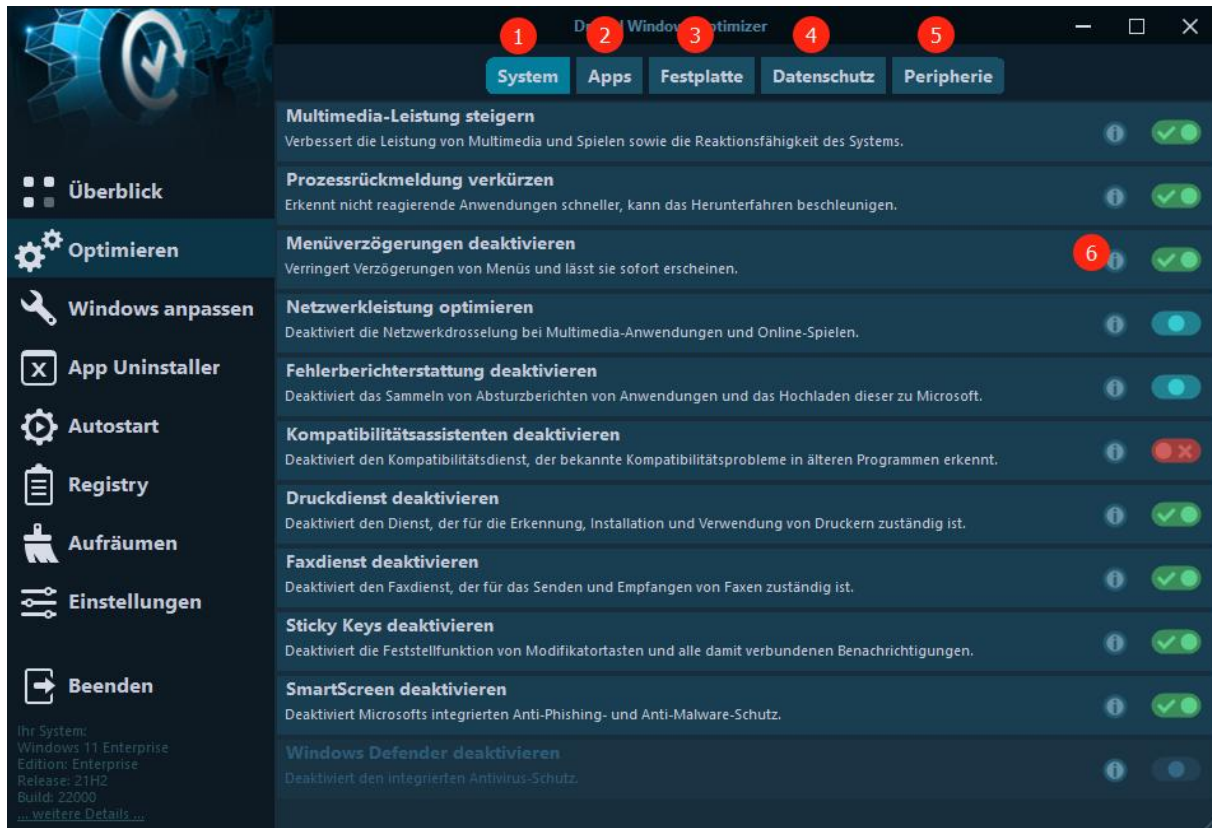 1
2
3
4
5
System
Apps
Festplatte
Datenschutz
Peripherie
Überblick
Optimieren
Windows anpassen
App Uninstaller
Autostart
Registry
Aufräumen
Einstellungen
Beenden
Ihr System:
Windows 11 Enterprise
Edition: Enterprise
Release: 21H2
Build: 22000
... weitere Details ...
Multimedia-Leistung steigern
Verbessert die Leistung von Multimedia und Spielen sowie die Reaktionsfähigkeit des Systems.
Prozessrückmeldung verkürzen
Erkennt nicht reagierende Anwendungen schneller, kann das Herunterfahren beschleunigen.
Menüverzögerungen deaktivieren
Verringert Verzögerungen von Menüs und lässt sie sofort erscheinen.
6
Netzwerkleistung optimieren
Deaktiviert die Netzwerkdrosselung bei Multimedia-Anwendungen und Online-Spielen.
Fehlerberichterstattung deaktivieren
Deaktiviert das Sammeln von Absturzberichten von Anwendungen und das Hochladen dieser zu Microsoft.
Kompatibilitätsassistenten deaktivieren
Deaktiviert den Kompatibilitätsdienst, der bekannte Kompatibilitätsprobleme in älteren Programmen erkennt.
Druckdienst deaktivieren
Deaktiviert den Dienst, der für die Erkennung, Installation und Verwendung von Druckern zuständig ist.
Faxdienst deaktivieren
Deaktiviert den Faxdienst, der für das Senden und Empfangen von Faxen zuständig ist.
Sticky Keys deaktivieren
Deaktiviert die Feststellfunktion von Modifikatortasten und alle damit verbundenen Benachrichtigungen.
SmartScreen deaktivieren
Deaktiviert Microsofts integrierten Anti-Phishing- und Anti-Malware-Schutz.
Windows Defender deaktivieren
Deaktiviert den integrierten Antivirus-Schutz.